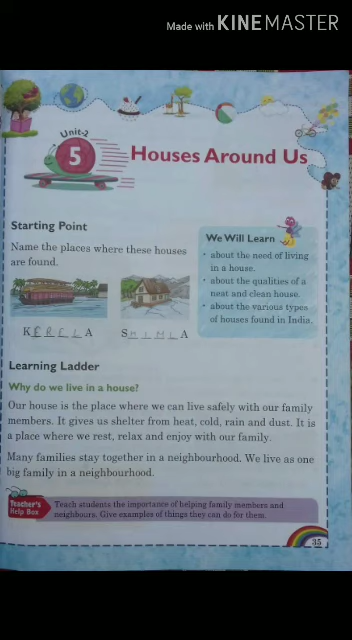 Made with KINEMASTER
Unit-2
5
Houses Around Us
Starting Point
Name the places where these houses
are found.
KERELA
SHIMLA
We Will Learn
• about the need of living
in a house.
• about the qualities of a
neat and clean house.
• about the various types
of houses found in India.
Learning Ladder
Why do we live in a house?
Our house is the place where we can live safely with our family
members. It gives us shelter from heat, cold, rain and dust. It is
a place where we rest, relax and enjoy with our family.
Many families stay together in a neighbourhood. We live as one
big family in a neighbourhood.
Teacher's
Help Box
Teach students the importance of helping family members and
neighbours. Give examples of things they can do for them.
35